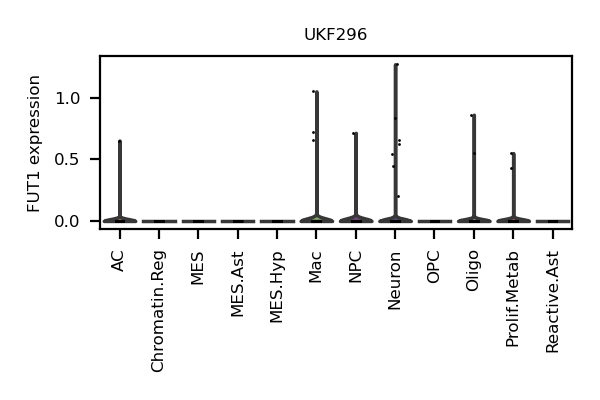 UKF296
FUT1 expression
1.0
0.5
0.0
AC
Chromatin.Reg
MES
MES.Ast
MES.Hyp
Mac
NPC
Neuron
OPC
Oligo
Prolif.Metab
Reactive.Ast